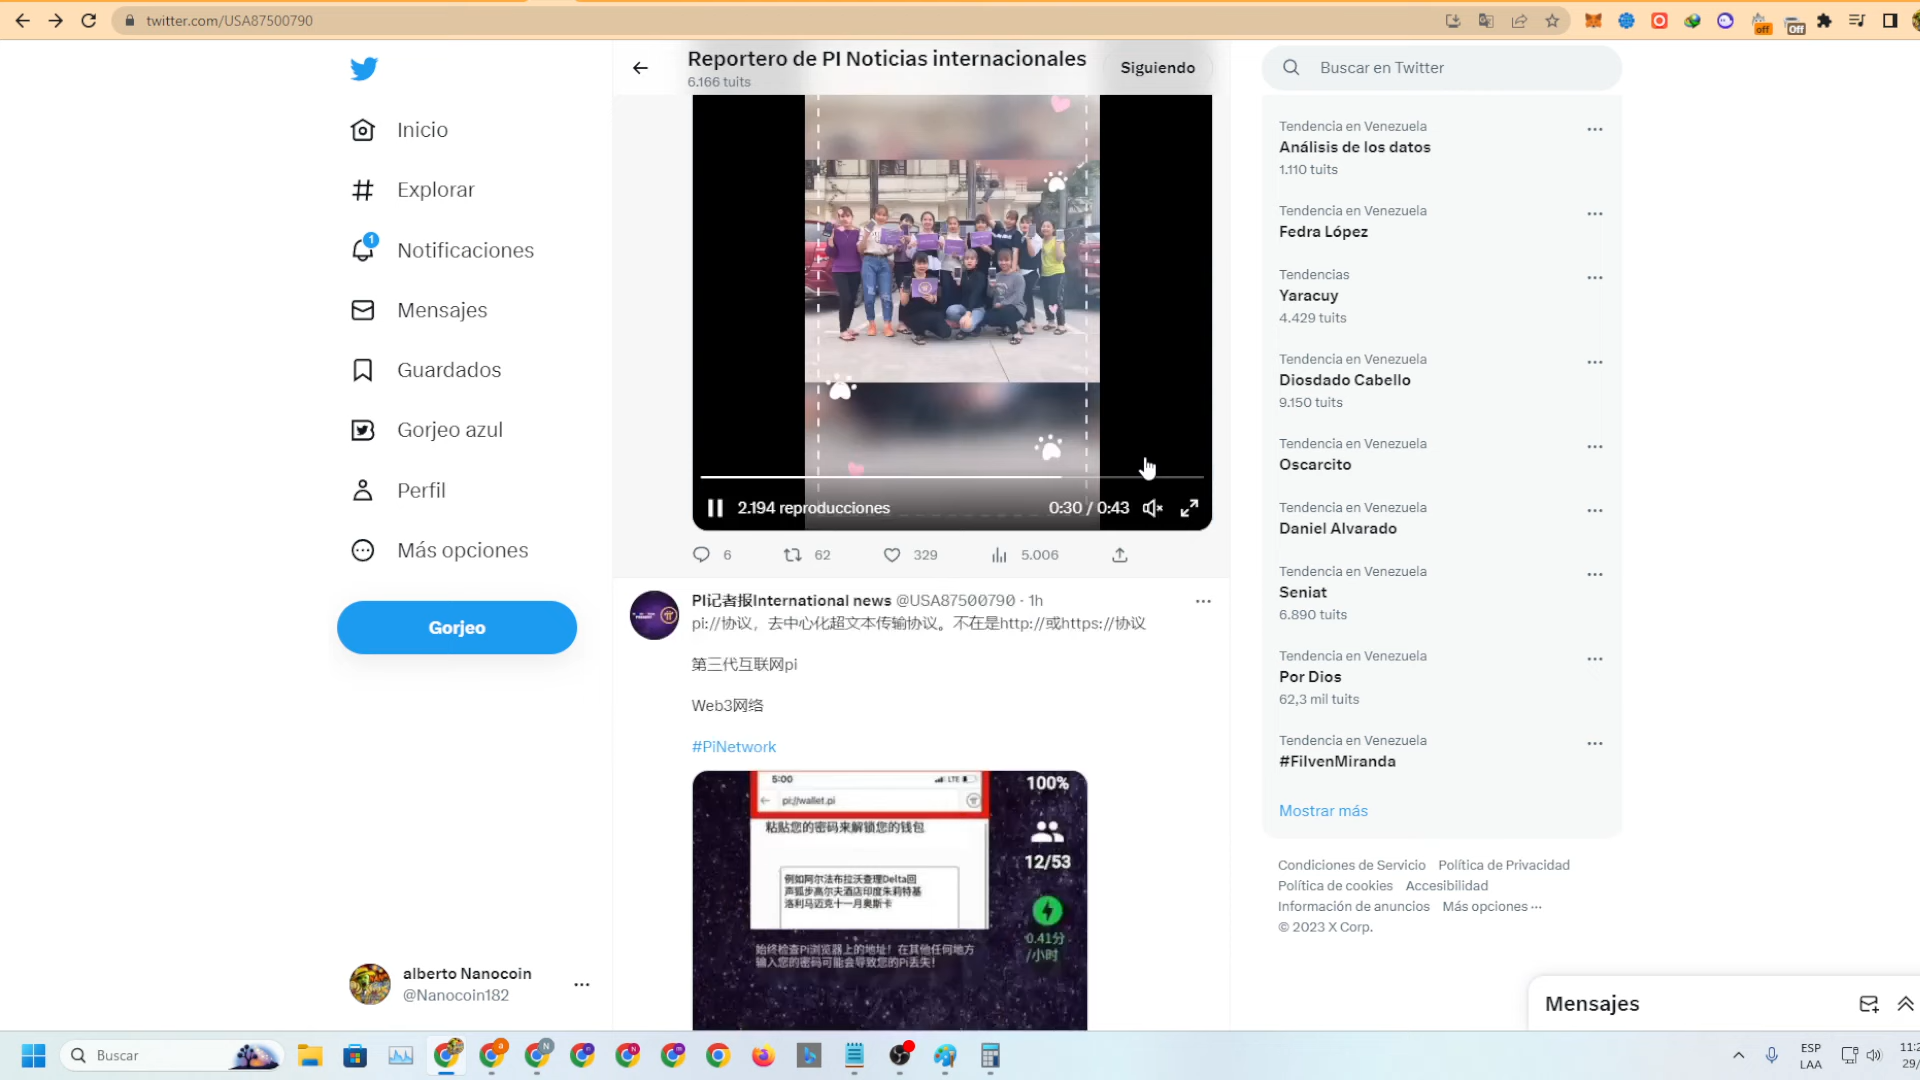 twitter.com/USA87500790
off
Off
Reportero de PI Noticias internacionales
6.166 tuits
Siguiendo
Buscar en Twitter
Inicio
Explorar
1
Notificaciones
Mensajes
Guardados
Gorjeo azul
Perfil
Más opciones
Gorjeo
alberto Nanocoin
@Nanocoin182
2.194 reproducciones
0:30 / 0:43
6
62
329
5.006
PI记者报International news @USA87500790 · 1h
pi://协议，去中心化超文本传输协议。不在是http://或https://协议
第三代互联网pi
Web3网络
#PiNetwork
5:00
LTE
100%
pi://wallet.pi
粘贴您的密码来解锁您的钱包
12/53
例如阿尔法布拉沃查理Delta回
声狐步高尔夫酒店印度朱莉特基
洛利马迈克十一月奥斯卡
0.41分
/小时
始终检查Pi浏览器上的地址！在其他任何地方
输入您的密码可能会导致您的Pi丢失！
Tendencia en Venezuela
Análisis de los datos
1.110 tuits
Tendencia en Venezuela
Fedra López
Tendencias
Yaracuy
4.429 tuits
Tendencia en Venezuela
Diosdado Cabello
9.150 tuits
Tendencia en Venezuela
Oscarcito
Tendencia en Venezuela
Daniel Alvarado
Tendencia en Venezuela
Seniat
6.890 tuits
Tendencia en Venezuela
Por Dios
62,3 mil tuits
Tendencia en Venezuela
#FilvenMiranda
Mostrar más
Condiciones de Servicio Política de Privacidad
Política de cookies Accesibilidad
Información de anuncios Más opciones ···
© 2023 X Corp.
Mensajes
Buscar
ESP
LAA
11:2
29/